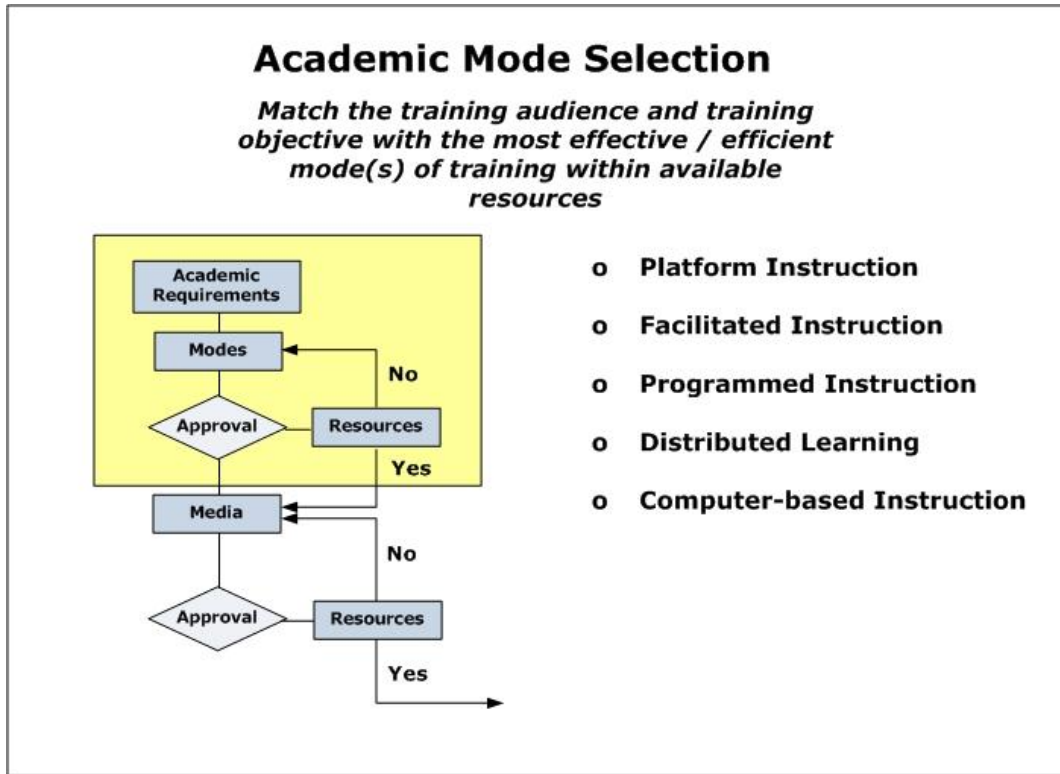 Academic Mode Selection
Match the training audience and training
objective with the most effective / efficient
mode(s) of training within available
resources
Academic
Requirements
Modes
No
Approval
Resources
Yes
Media
No
Approval
Resources
Yes
o Platform Instruction
o Facilitated Instruction
o Programmed Instruction
o Distributed Learning
o Computer-based Instruction